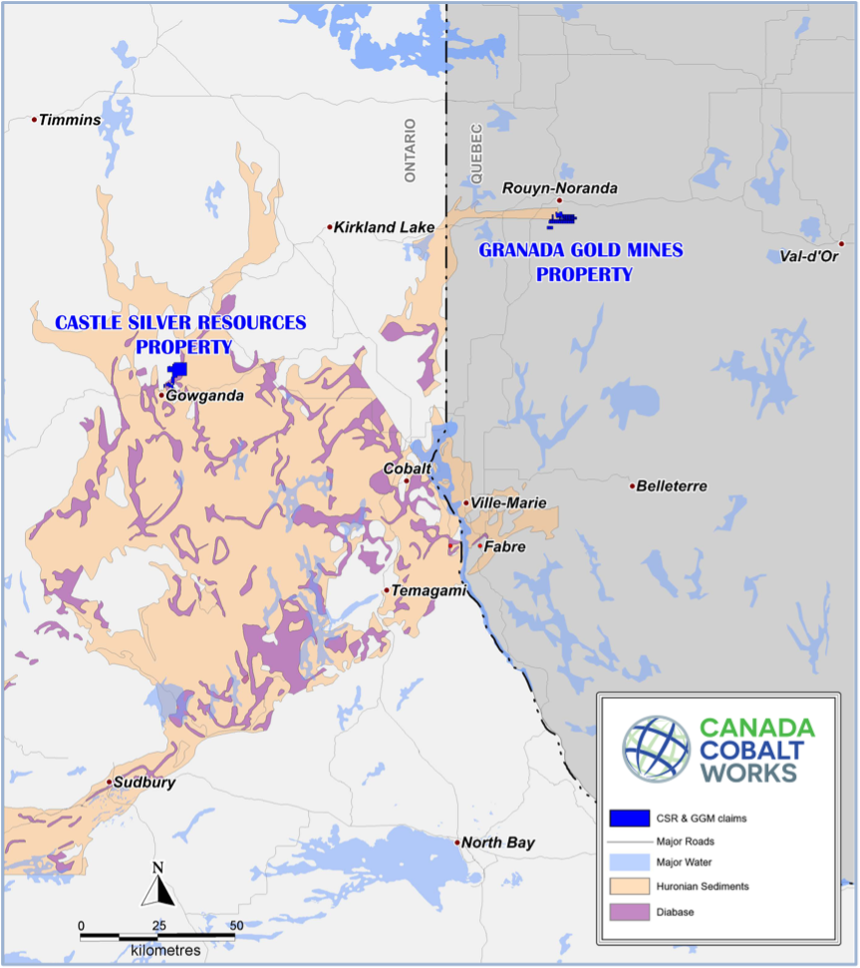 Timmins
ONTARIO
QUEBEC
Rouyn-Noranda
Kirkland Lake
GRANADA GOLD MINES
PROPERTY
Val-d'Or
CASTLE SILVER RESOURCES
PROPERTY
Gowganda
Cobalt
Belleterre
Ville-Marie
Fabre
Temagami
Sudbury
North Bay
N
0 25 50
kilometres
CANADA
COBALT
WORKS
CSR & GGM claims
Major Roads
Major Water
Huronian Sediments
Diabase